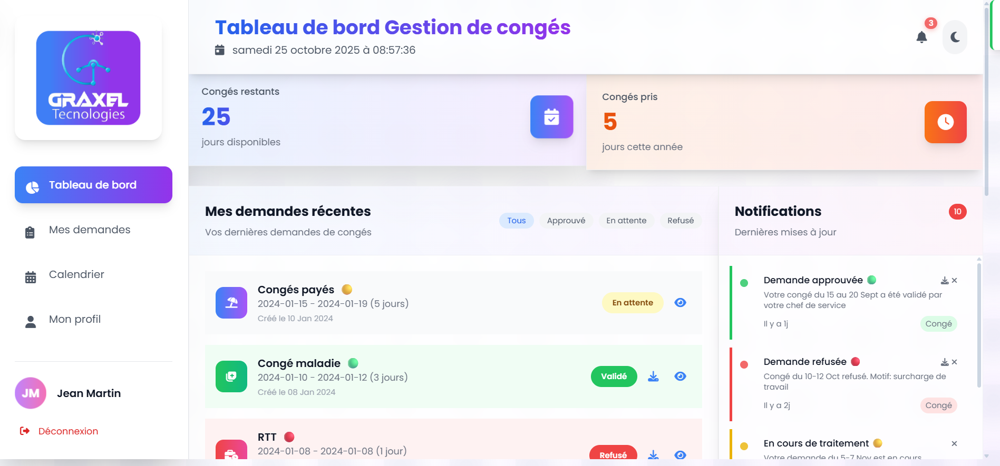 GRAXEL
Tecnologies
Tableau de bord
Mes demandes
Calendrier
Mon profil
JM
Jean Martin
Déconnexion
Tableau de bord Gestion de congés
samedi 25 octobre 2025 à 08:57:36
3
Congés restants
25
jours disponibles
Congés pris
5
jours cette année
Mes demandes récentes
Vos dernières demandes de congés
Tous
Approuvé
En attente
Refusé
Congés payés
2024-01-15 - 2024-01-19 (5 jours)
Créé le 10 Jan 2024
En attente
Congé maladie
2024-01-10 - 2024-01-12 (3 jours)
Créé le 08 Jan 2024
Validé
RTT
2024-01-08 - 2024-01-08 (1 jour)
Refusé
Notifications
10
Dernières mises à jour
Demande approuvée
Votre congé du 15 au 20 Sept a été validé par
votre chef de service
Il y a 1j
Congé
Demande refusée
Congé du 10-12 Oct refusé. Motif: surcharge de
travail
Il y a 2j
Congé
En cours de traitement
Votre demande du 5-7 Nov est en cours